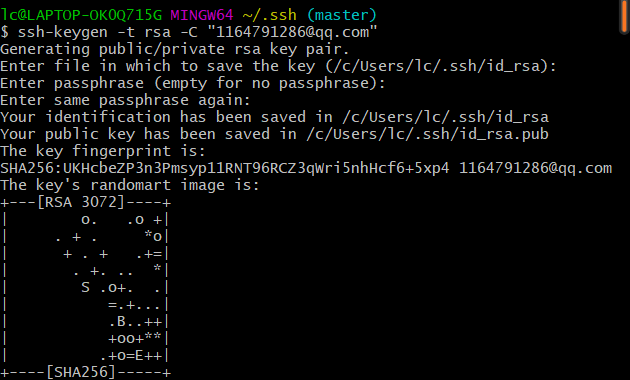 lc@LAPTOP-OKOQ715G MINGW64 ~/.ssh (master)
$ ssh-keygen -t rsa -C "1164791286@qq.com"
Generating public/private rsa key pair.
Enter file in which to save the key (/c/Users/lc/.ssh/id_rsa):
Enter passphrase (empty for no passphrase):
Enter same passphrase again:
Your identification has been saved in /c/Users/lc/.ssh/id_rsa
Your public key has been saved in /c/Users/lc/.ssh/id_rsa.pub
The key fingerprint is:
SHA256:UKHcbeZP3n3Pmsyp11RNT96RCZ3qWri5nhHcf6+5xp4 1164791286@qq.com
The key's randomart image is:
+---[RSA 3072]----+
|        o.   .o +|
|     . + .     *o|
|      + . +   .+=|
|       . +. ..  *|
|        S .o+.  .|
|           =.+...|
|           .B..++|
|           +oo+**|
|          .+o=E++|
+----[SHA256]-----+